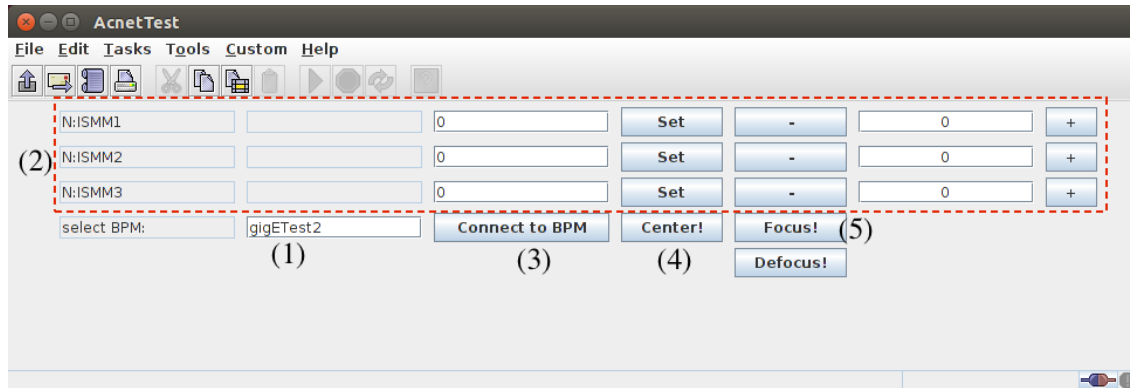 AcnetTest
File Edit Tasks Tools Custom Help
N:ISMM1 0 Set - 0 +
(2) N:ISMM2 0 Set - 0 +
N:ISMM3 0 Set - 0 +
select BPM: gigETest2 Connect to BPM Center! Focus! (5)
(1) (3) (4) Defocus!